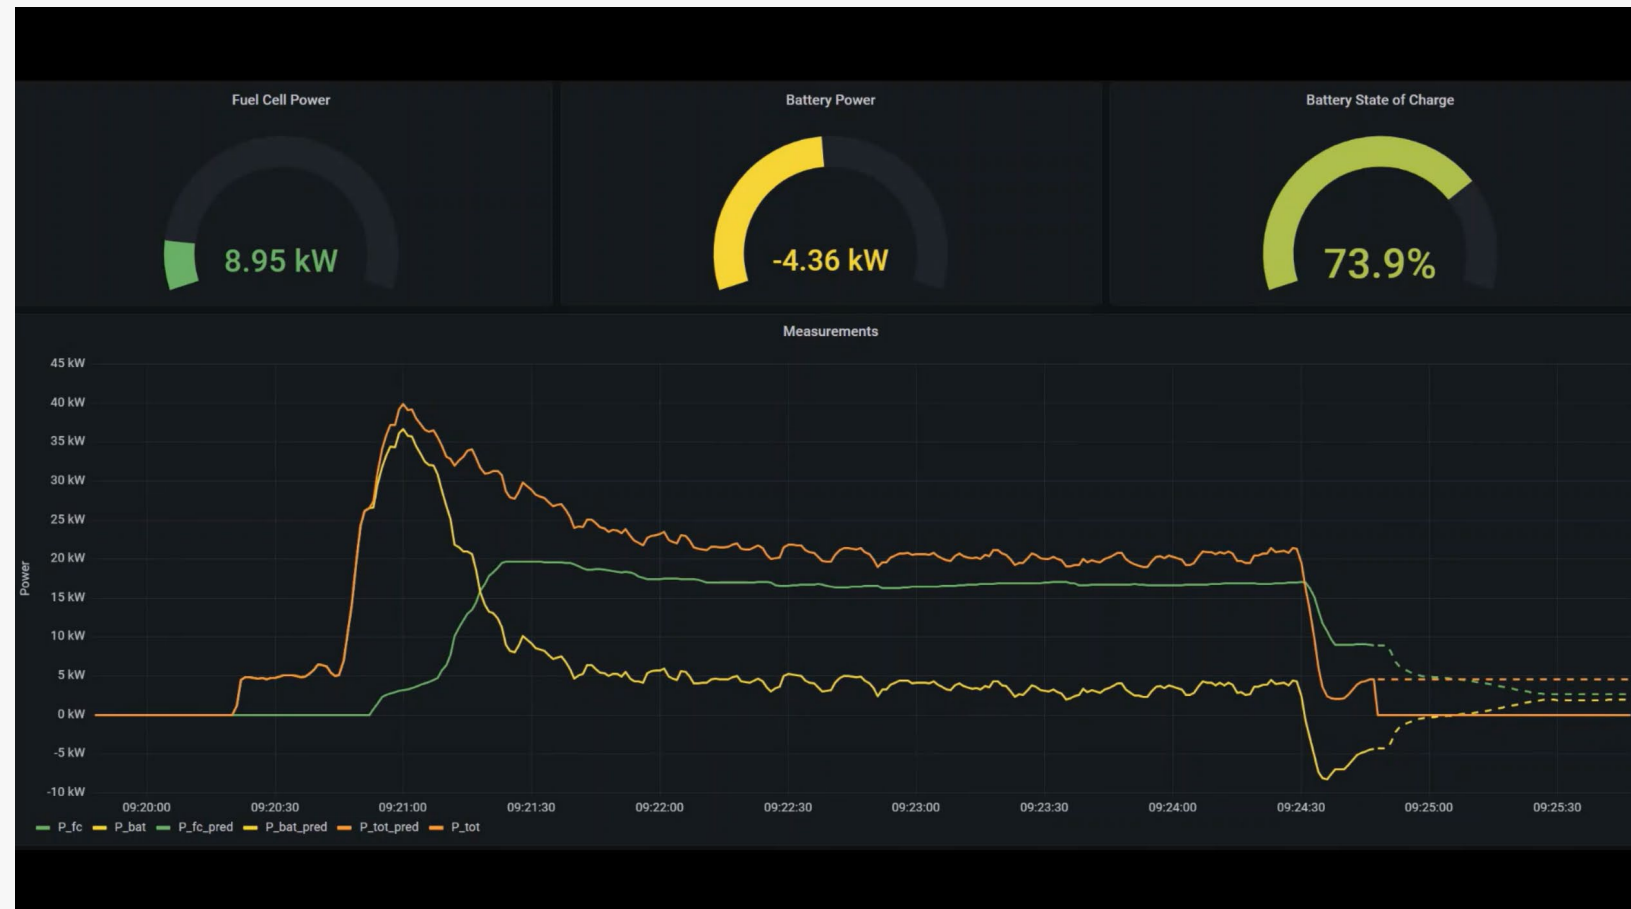 Fuel Cell Power
Battery Power
Battery State of Charge
8.95 kW
-4.36 kW
73.9%
Measurements
45 kW
40 kW
35 kW
30 kW
25 kW
20 kW
15 kW
10 kW
5 kW
0 kW
-5 kW
-10 kW
Power
09:20:00 09:20:30 09:21:00 09:21:30 09:22:00 09:22:30 09:23:00 09:23:30 09:24:00 09:24:30 09:25:00 09:25:30
P_fc P_bat P_fc_pred P_bat_pred P_tot_pred P_tot